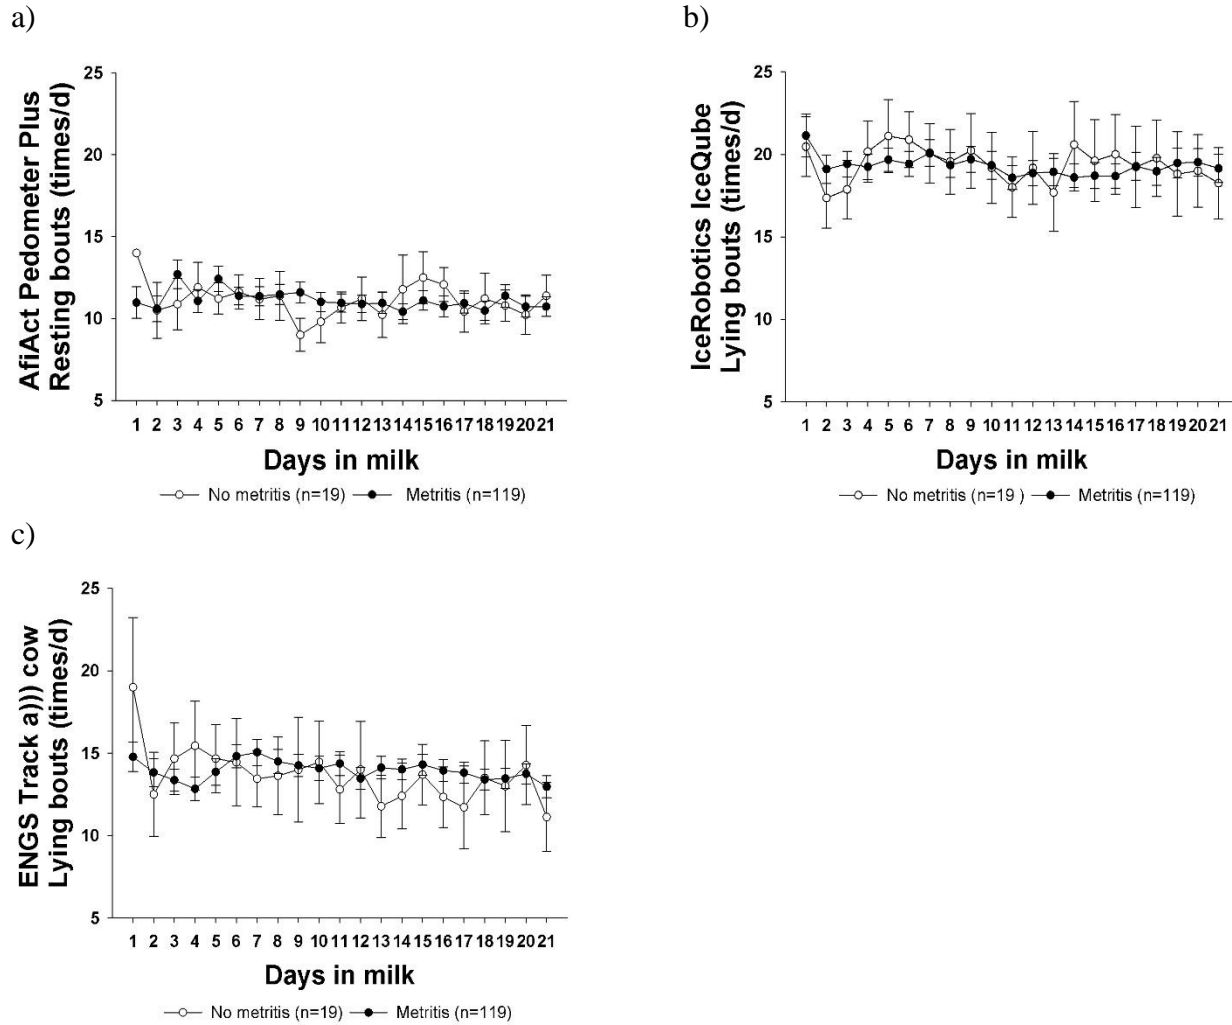 a)
AfiAct Pedometer Plus
Resting bouts (times/d)
25
20
15
10
5
1 2 3 4 5 6 7 8 9 10 11 12 13 14 15 16 17 18 19 20 21
Days in milk
No metritis (n=19) Metritis (n=119)
b)
IceRobotics IceQube
Lying bouts (times/d)
25
20
15
10
5
1 2 3 4 5 6 7 8 9 10 11 12 13 14 15 16 17 18 19 20 21
Days in milk
No metritis (n=19 ) Metritis (n=119)
c)
ENGS Track a))) cow
Lying bouts (times/d)
25
20
15
10
5
1 2 3 4 5 6 7 8 9 10 11 12 13 14 15 16 17 18 19 20 21
Days in milk
No metritis (n=19) Metritis (n=119)